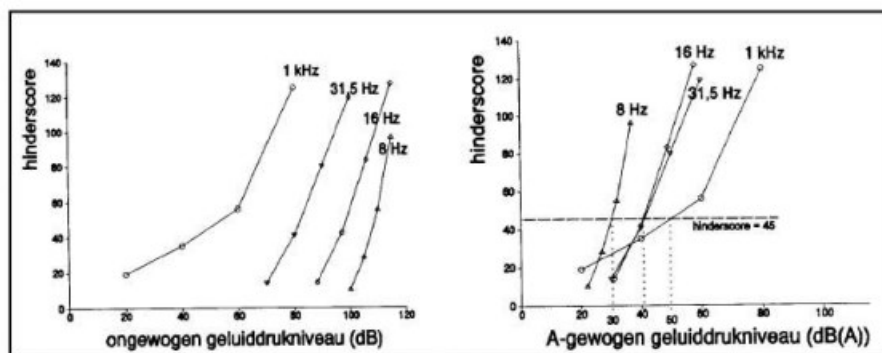 hinderscore
140
120
100
80
60
40
20
0
1 kHz
31,5 Hz
16 Hz
8 Hz
0 20 40 60 80 100 120
ongewogen geluiddrukniveau (dB)
hinderscore
140
120
100
80
60
40
20
0
16 Hz
1 kHz
31,5 Hz
8 Hz
hinderscore = 45
0 20 30 40 50 60 80 100
A-gewogen geluiddrukniveau (dB(A))